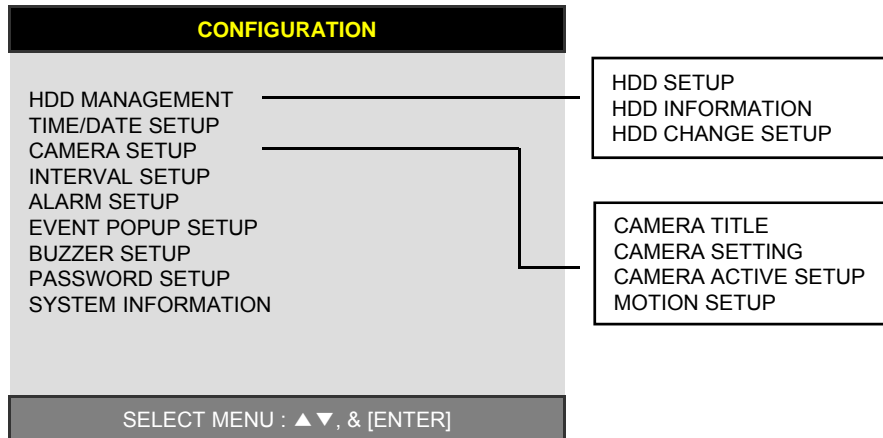 CONFIGURATION
HDD MANAGEMENT
TIME/DATE SETUP
CAMERA SETUP
INTERVAL SETUP
ALARM SETUP
EVENT POPUP SETUP
BUZZER SETUP
PASSWORD SETUP
SYSTEM INFORMATION
SELECT MENU : ▲▼, & [ENTER]
HDD SETUP
HDD INFORMATION
HDD CHANGE SETUP
CAMERA TITLE
CAMERA SETTING
CAMERA ACTIVE SETUP
MOTION SETUP